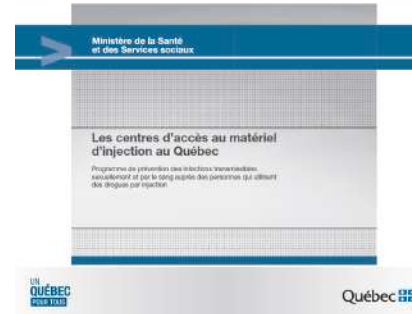 Ministère de la Santé
et des Services sociaux
Les centres d'accès au matériel
d'injection au Québec
Programme de prévention des infections transmissibles
sexuellement et par le sang auprès des personnes qui utilisent
des drogues par injection
UN
QUÉBEC
POUR TOUS
Québec